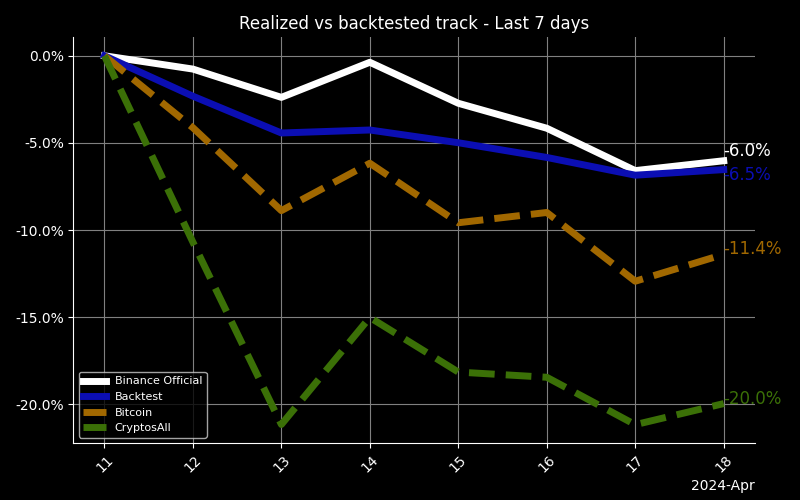 Realized vs backtested track - Last 7 days
0.0%
-5.0%
-10.0%
-15.0%
-20.0%
-6.0%
-6.5%
-11.4%
-20.0%
Binance Official
Backtest
Bitcoin
CryptosAll
11 12 13 14 15 16 17 18
2024-Apr